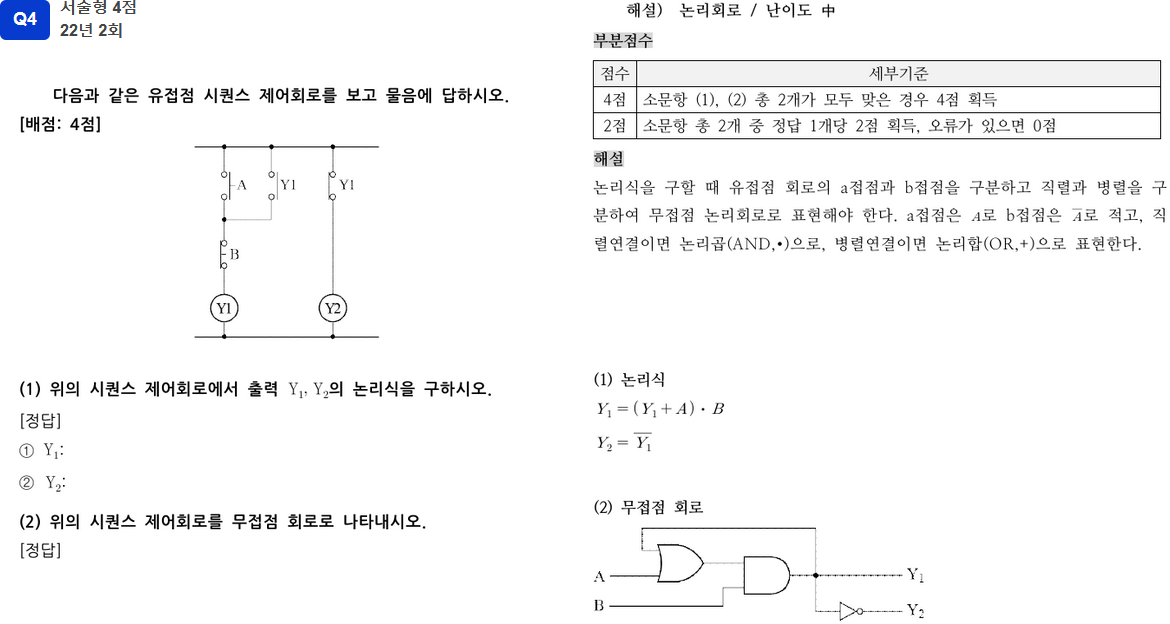 Q4
서술형 4점
22년 2회
다음과 같은 유접점 시퀀스 제어회로를 보고 물음에 답하시오.
[배점: 4점]
A
Y1
Y1
B
Y1
Y2
(1) 위의 시퀀스 제어회로에서 출력 Y₁, Y₂의 논리식을 구하시오.
[정답]
① Y₁:
② Y₂:
(2) 위의 시퀀스 제어회로를 무접점 회로로 나타내시오.
[정답]
해설) 논리회로 / 난이도 中
부분점수
점수 세부기준
4점 소문항 (1), (2) 총 2개가 모두 맞은 경우 4점 획득
2점 소문항 총 2개 중 정답 1개당 2점 획득, 오류가 있으면 0점
해설
논리식을 구할 때 유접점 회로의 a접점과 b접점을 구분하고 직렬과 병렬을 구
분하여 무접점 논리회로로 표현해야 한다. a접점은 A로 b접점은 A̅로 적고, 직
렬연결이면 논리곱(AND,•)으로, 병렬연결이면 논리합(OR,+)으로 표현한다.
(1) 논리식
Y₁ = (Y₁ + A) · B
Y₂ = Y̅₁
(2) 무접점 회로
A
B
Y₁
Y₂